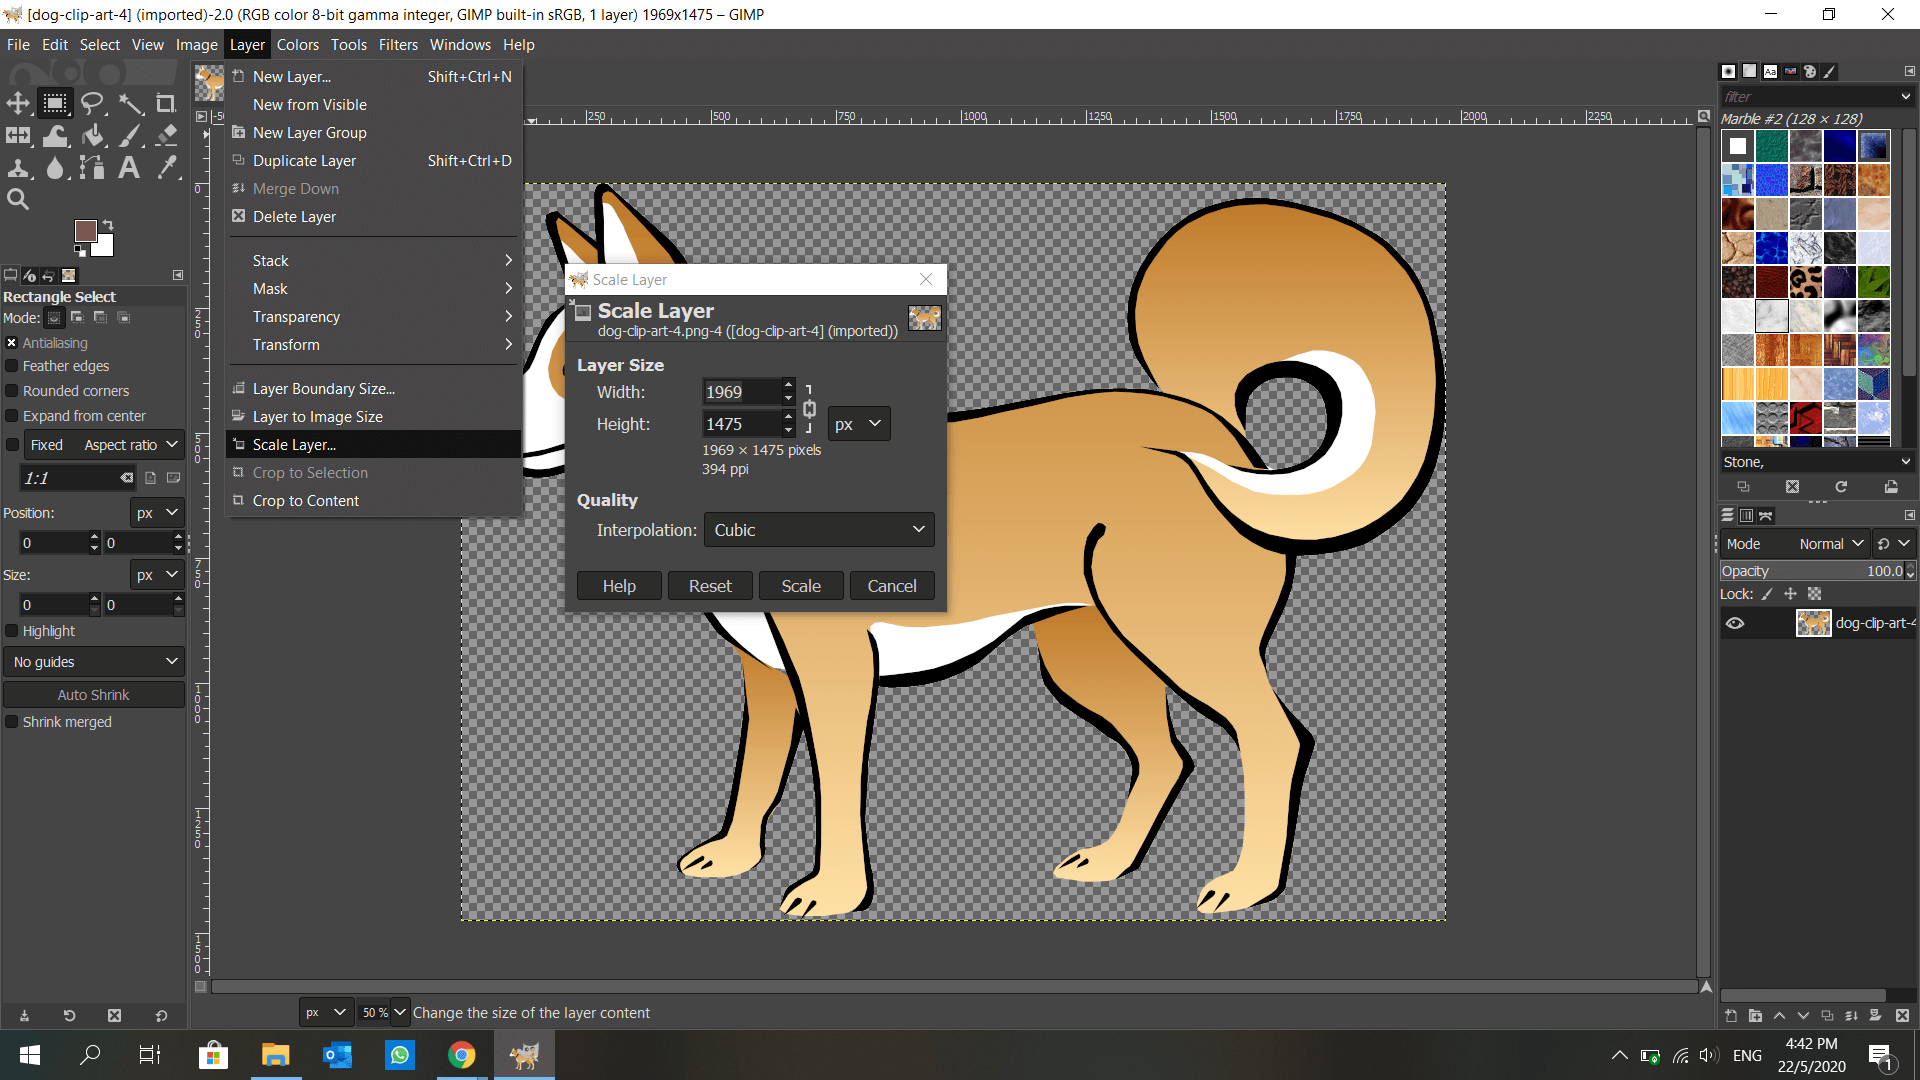 [dog-clip-art-4] (imported)-2.0 (RGB color 8-bit gamma integer, GIMP built-in sRGB, 1 layer) 1969x1475 – GIMP
File Edit Select View Image Layer Colors Tools Filters Windows Help
New Layer... Shift+Ctrl+N
New from Visible
New Layer Group
Duplicate Layer Shift+Ctrl+D
Merge Down
Delete Layer
Stack
Mask
Transparency
Transform
Layer Boundary Size...
Layer to Image Size
Scale Layer...
Crop to Selection
Crop to Content
250 500 750 1000 1250 1500 1750 2000 2250
0
250
500
750
1000
1250
1500
Rectangle Select
Mode:
Antialiasing
Feather edges
Rounded corners
Expand from center
Fixed Aspect ratio
1:1
Position: px
0 0
Size: px
0 0
Highlight
No guides
Auto Shrink
Shrink merged
Scale Layer
Scale Layer
dog-clip-art-4.png-4 ([dog-clip-art-4] (imported))
Layer Size
Width: 1969
Height: 1475 px
1969 × 1475 pixels
394 ppi
Quality
Interpolation: Cubic
Help Reset Scale Cancel
Aa
filter
Marble #2 (128 × 128)
Stone,
Mode Normal
Opacity 100.0
Lock:
dog-clip-art-4
px 50 % Change the size of the layer content
ENG
4:42 PM
22/5/2020
1